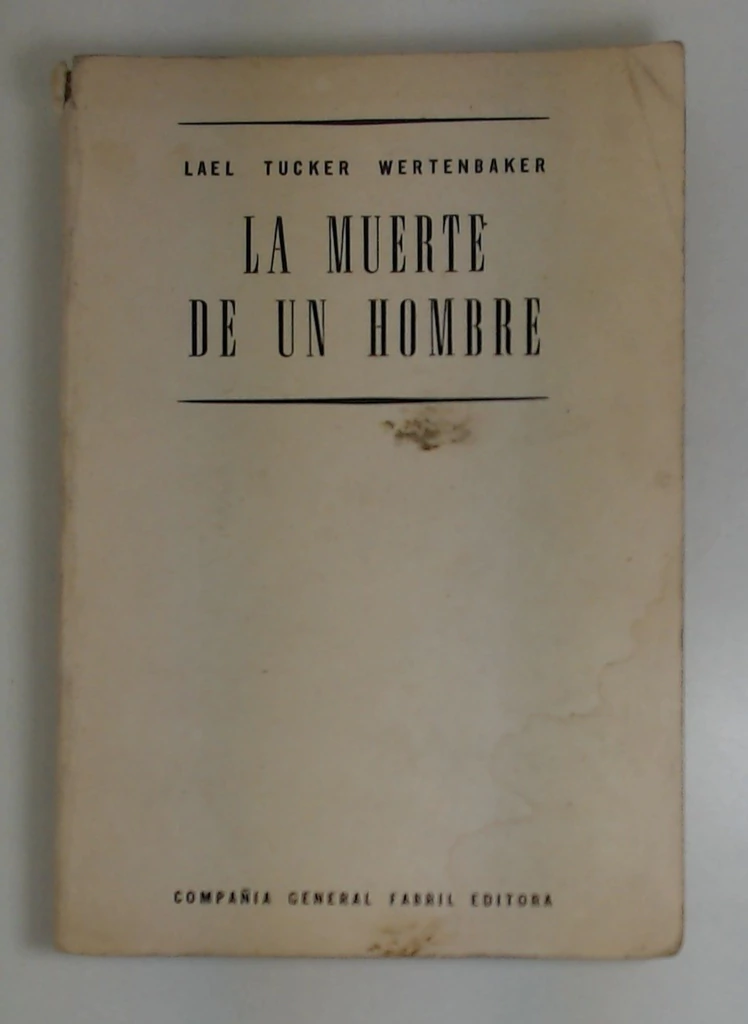 LAEL TUCKER WERTENBAKER
LA MUERTE
DE UN HOMBRE
COMPAÑIA GENERAL FABRIL EDITORA